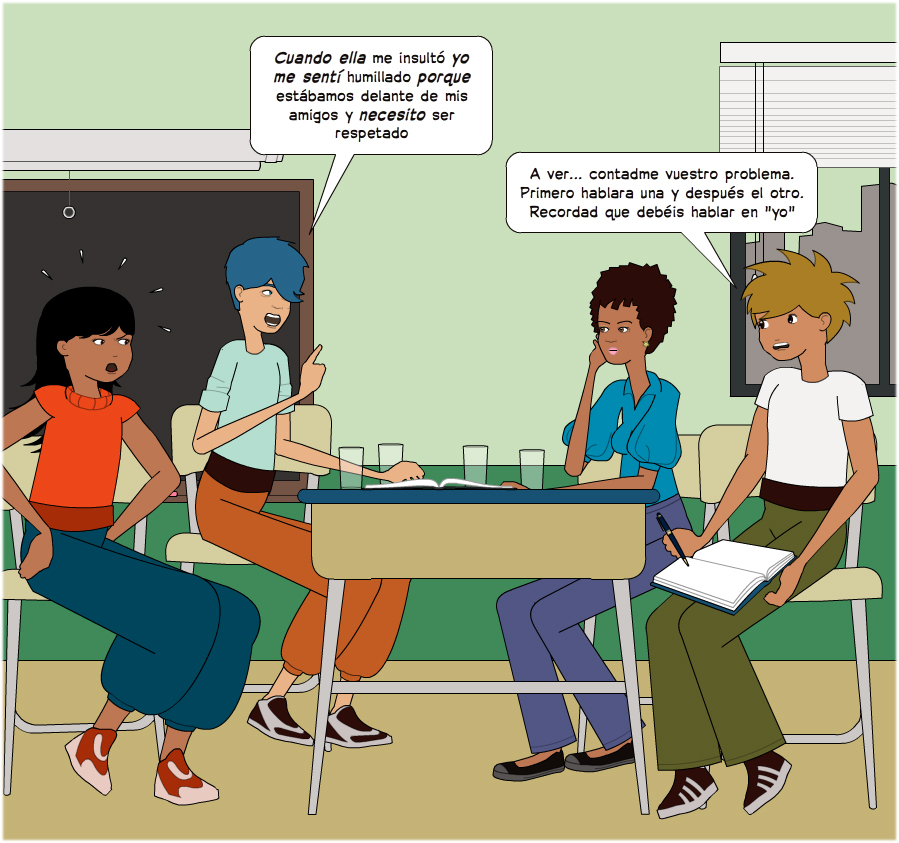 Cuando ella me insultó yo
me sentí humillado porque
estábamos delante de mis
amigos y necesito ser
respetado
A ver... contadme vuestro problema.
Primero hablara una y después el otro.
Recordad que debéis hablar en "yo"